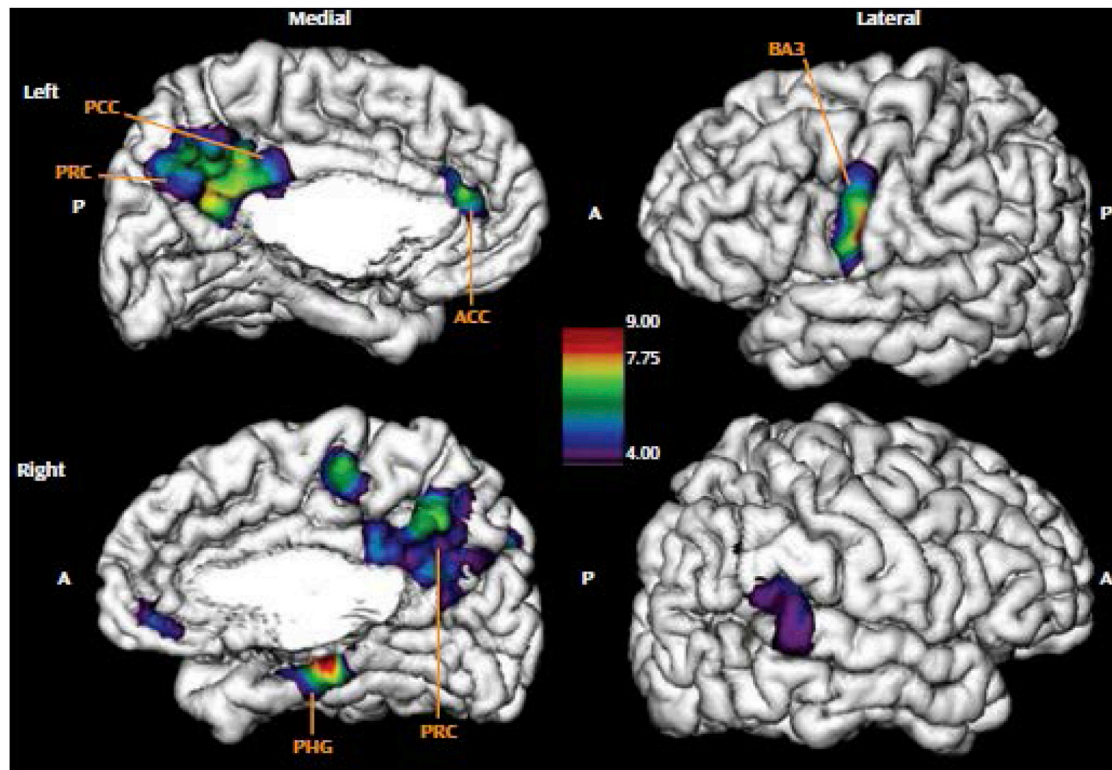 Medial
Lateral
BA3
Left
PCC
PRC
P
A
P
ACC
9.00
7.75
4.00
Right
A
P
A
PHG
PRC